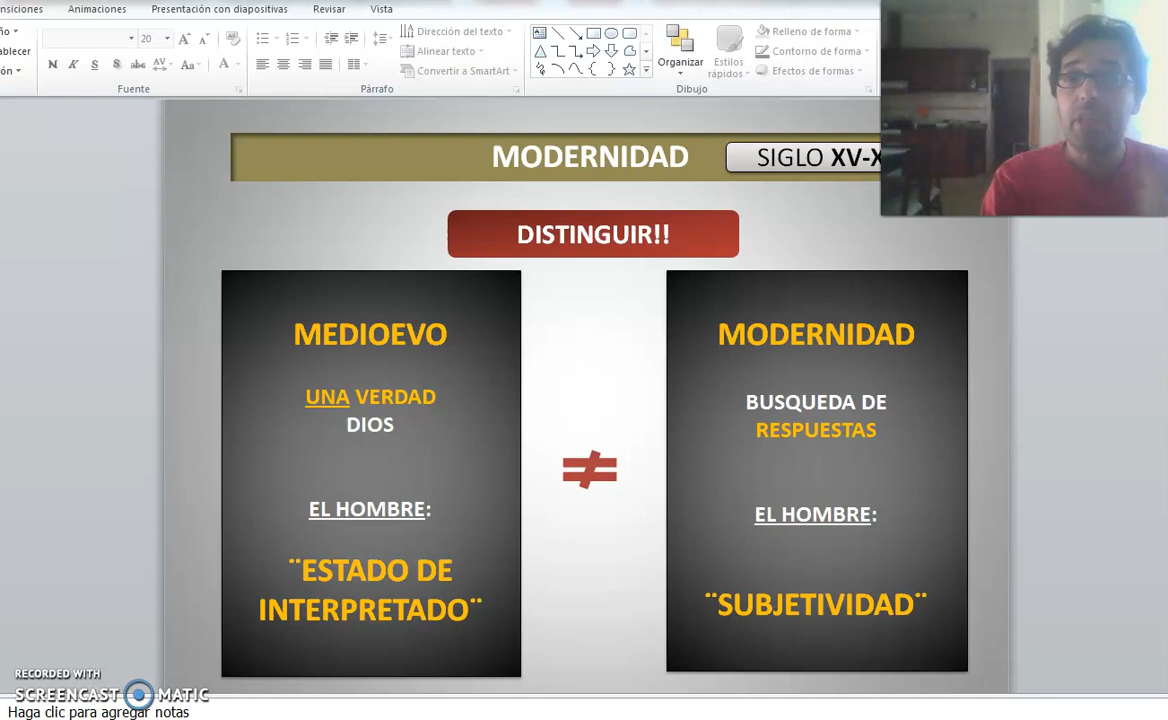 nsiciones Animaciones Presentación con diapositivas Revisar Vista
ño
20
Dirección del texto
Relleno de forma
ablecer
Alinear texto
Organizar
Estilos
rápidos
Contorno de forma
ón
N K S S abc AV Aa A
Convertir a SmartArt
Efectos de formas
Fuente Párrafo Dibujo
MODERNIDAD
SIGLO XV-X
DISTINGUIR!!
MEDIOEVO
UNA VERDAD
DIOS
EL HOMBRE:
¨ESTADO DE
INTERPRETADO¨
≠
MODERNIDAD
BUSQUEDA DE
RESPUESTAS
EL HOMBRE:
¨SUBJETIVIDAD¨
RECORDED WITH
SCREENCAST MATIC
Haga clic para agregar notas